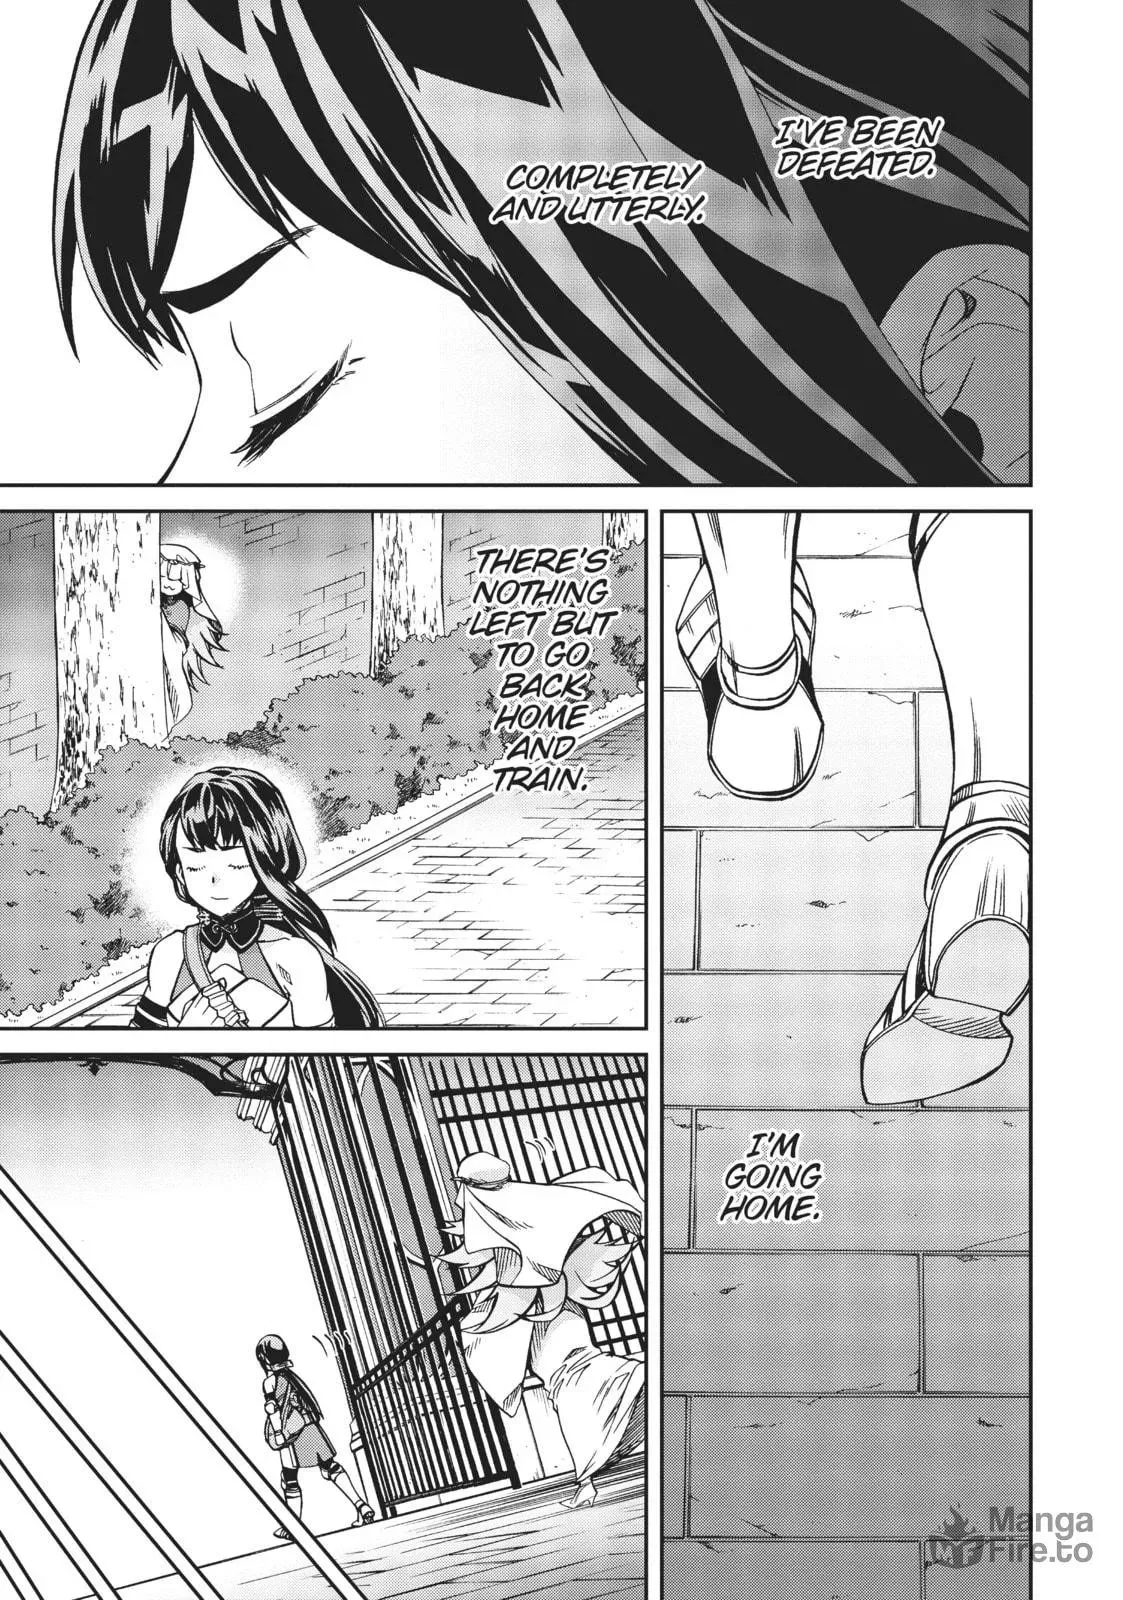 I'VE BEEN
DEFEATED.
COMPLETELY
AND UTTERLY.
I'M
GOING
HOME.
THERE'S
NOTHING
LEFT BUT
TO GO
BACK
HOME
AND
TRAIN.
MF Manga
Fire.to